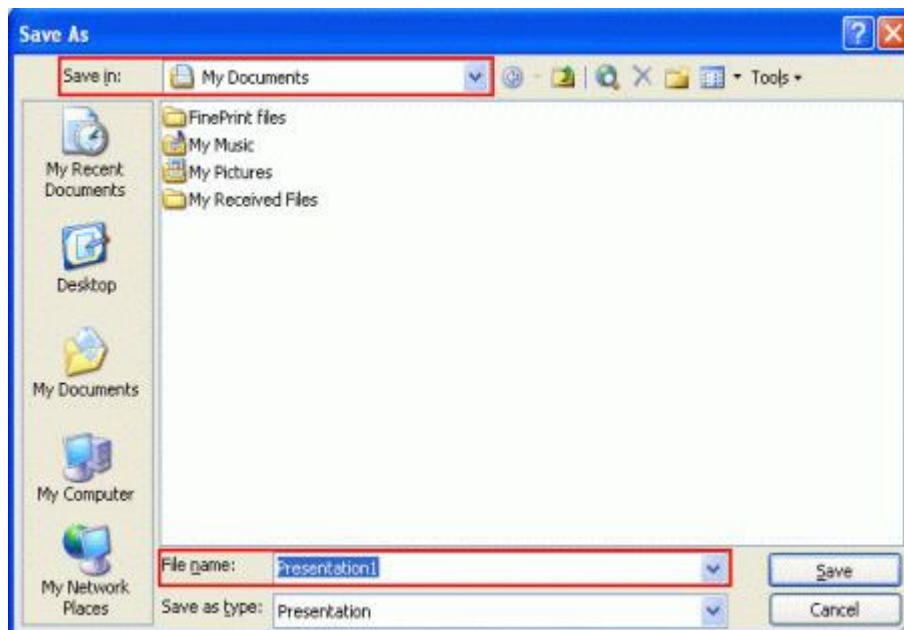 Save As
Save in:
My Documents
Tools
FinePrint files
My Music
My Pictures
My Received Files
My Recent
Documents
Desktop
My Documents
My Computer
My Network
Places
File name:
Presentation1
Save
Save as type:
Presentation
Cancel